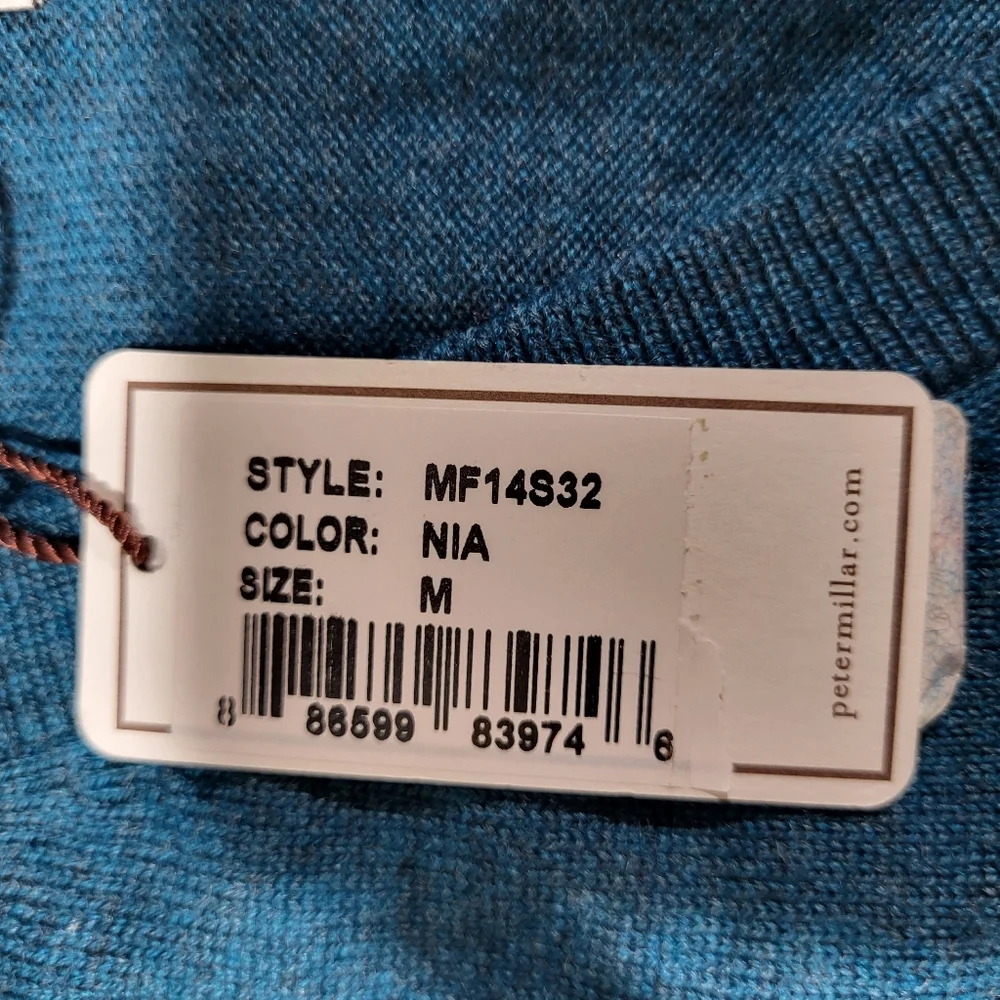 STYLE: MF14S32
COLOR: NIA
SIZE: M
8 86599 83974 6
petermillar.com